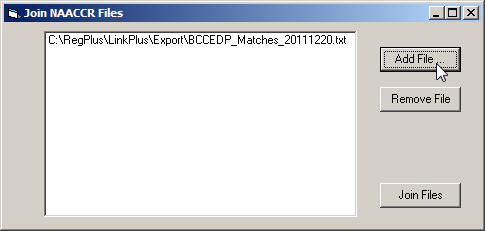 Join NAACCR Files
C:\RegPlus\LinkPlus\Export\BCCEDP_Matches_20111220.txt
Add File ...
Remove File
Join Files